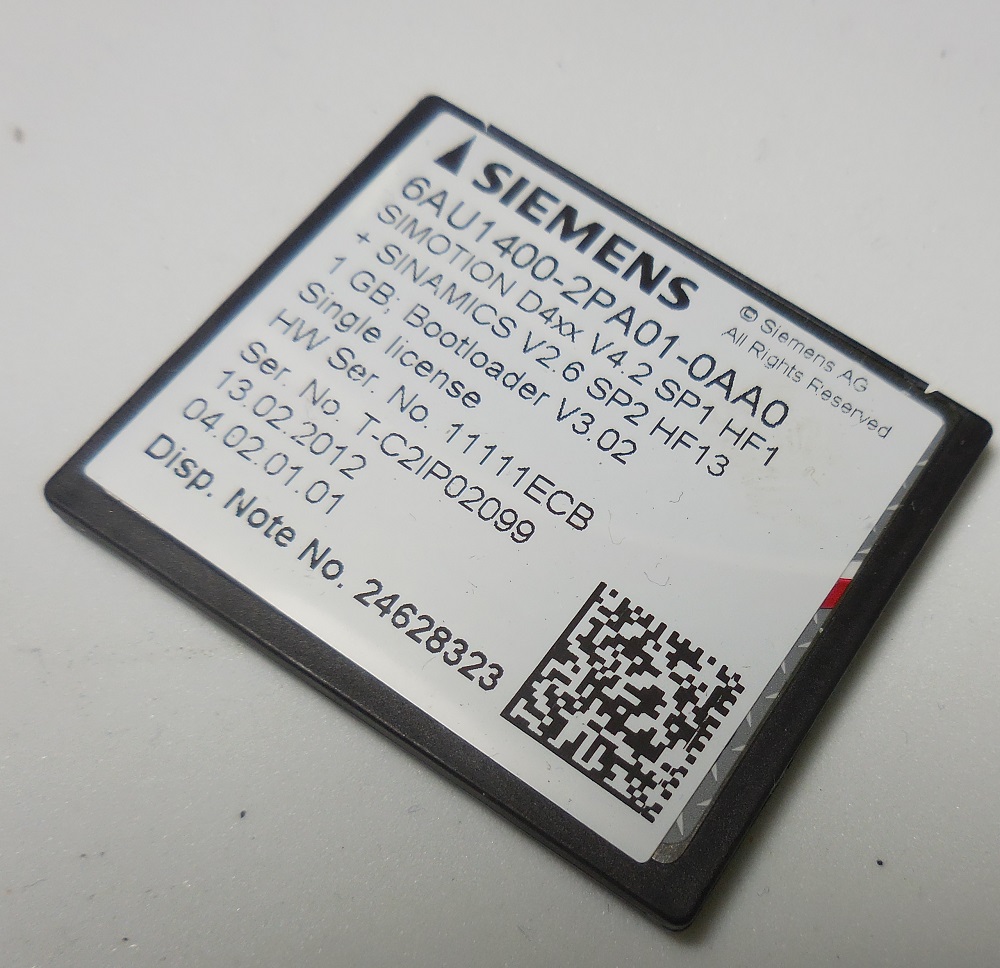 SIEMENS
6AU1400-2PA01-0AA0
SIMOTION D4xx V4.2 SP1 HF1
+ SINAMICS V2.6 SP2 HF13
1 GB; Bootloader V3.02
Single license
HW Ser. No. 1111ECB
Ser. No. T-C2IP02099
13.02.2012
04.02.01.01
Disp. Note No. 24628323
© Siemens AG
All Rights Reserved